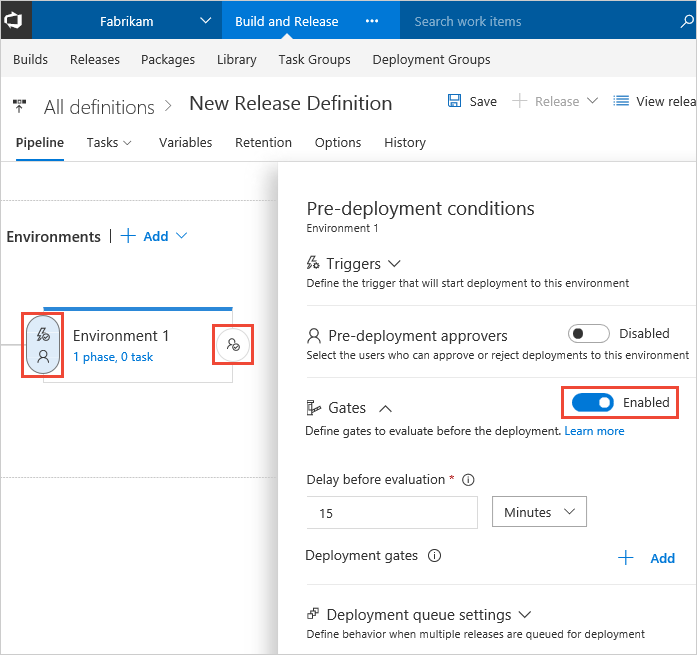 Fabrikam Build and Release ••• Search work items
Builds Releases Packages Library Task Groups Deployment Groups
All definitions > New Release Definition Save + Release View relea
Pipeline Tasks Variables Retention Options History
Pre-deployment conditions
Environment 1
Environments | + Add
Triggers
Define the trigger that will start deployment to this environment
Environment 1
1 phase, 0 task
Pre-deployment approvers Disabled
Select the users who can approve or reject deployments to this environment
Gates Enabled
Define gates to evaluate before the deployment. Learn more
Delay before evaluation *
15 Minutes
Deployment gates + Add
Deployment queue settings
Define behavior when multiple releases are queued for deployment